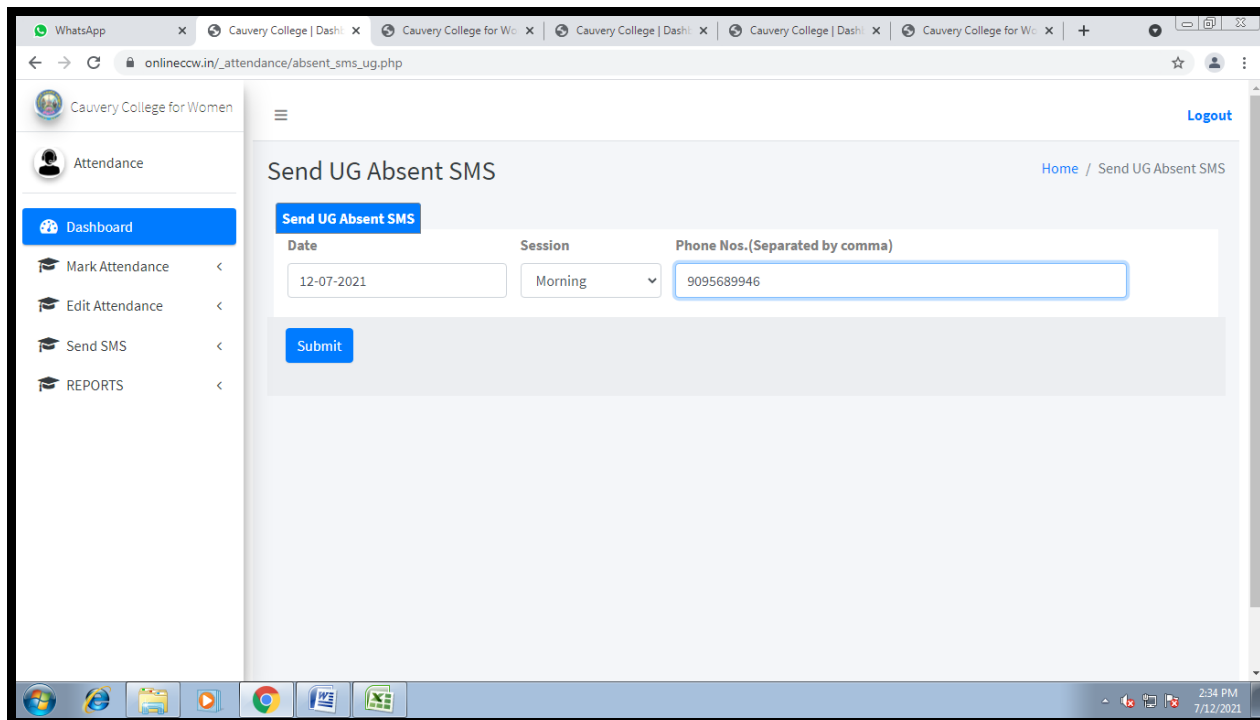 WhatsApp
Cauvery College | Dash
Cauvery College for Wo
Cauvery College | Dash
Cauvery College | Dash
Cauvery College for Wo
onlineccw.in/_attendance/absent_sms_ug.php
Cauvery College for Women
Logout
Attendance
Send UG Absent SMS
Home / Send UG Absent SMS
Dashboard
Send UG Absent SMS
Date Session Phone Nos.(Separated by comma)
Mark Attendance
12-07-2021 Morning 9095689946
Edit Attendance
Send SMS
Submit
REPORTS
2:34 PM
7/12/2021